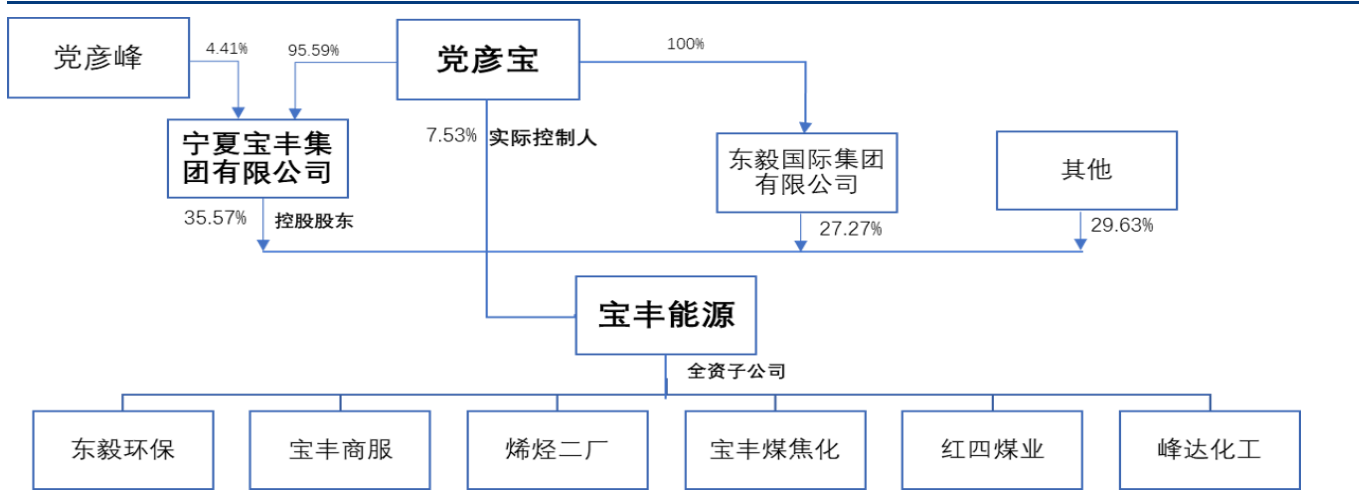 党彦峰
4.41%
95.59%
党彦宝
100%
宁夏宝丰集
团有限公司
7.53%
实际控制人
东毅国际集团
有限公司
其他
35.57%
控股股东
27.27%
29.63%
宝丰能源
全资子公司
东毅环保
宝丰商服
烯烃二厂
宝丰煤焦化
红四煤业
峰达化工